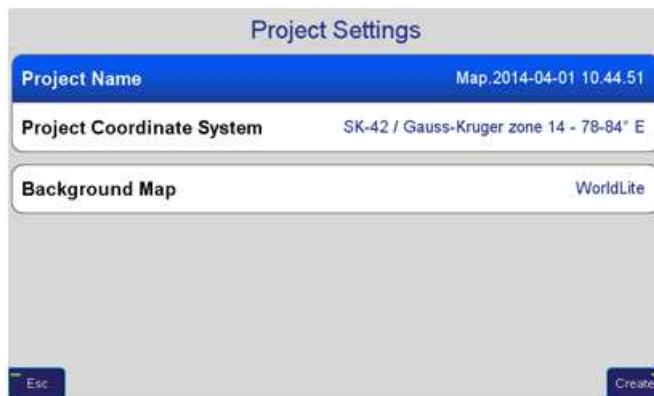 Project Settings
Project Name Map.2014-04-01 10.44.51
Project Coordinate System SK-42 / Gauss-Kruger zone 14 - 78-84° E
Background Map WorldLite
Esc Create